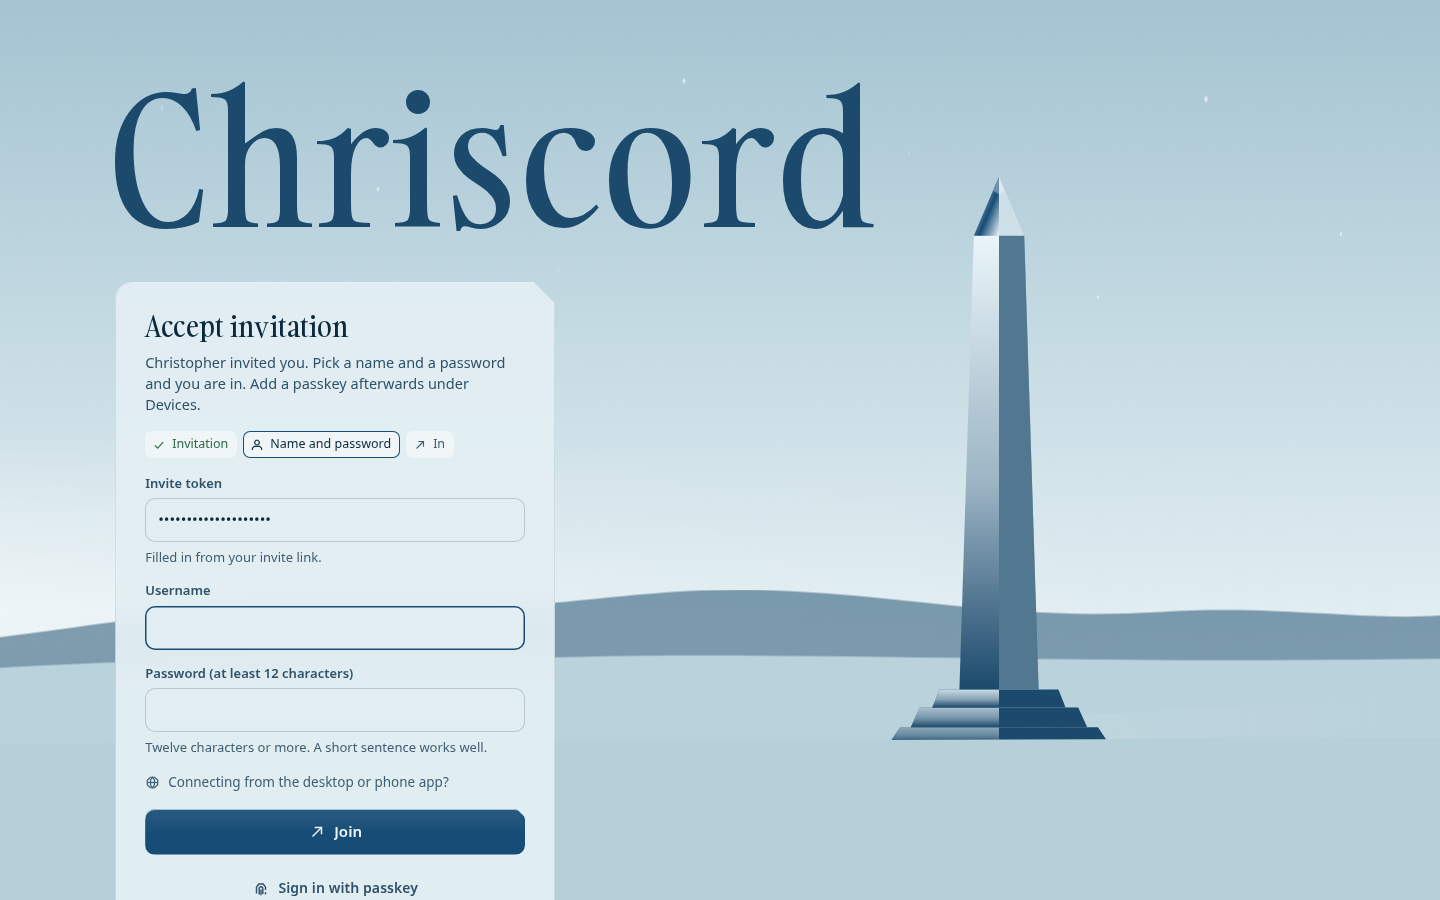 Chriscord
Accept invitation
Christopher invited you. Pick a name and a password
and you are in. Add a passkey afterwards under
Devices.
Invitation
Name and password
In
Invite token
••••••••••••••••••••
Filled in from your invite link.
Username
Password (at least 12 characters)
Twelve characters or more. A short sentence works well.
Connecting from the desktop or phone app?
Join
Sign in with passkey